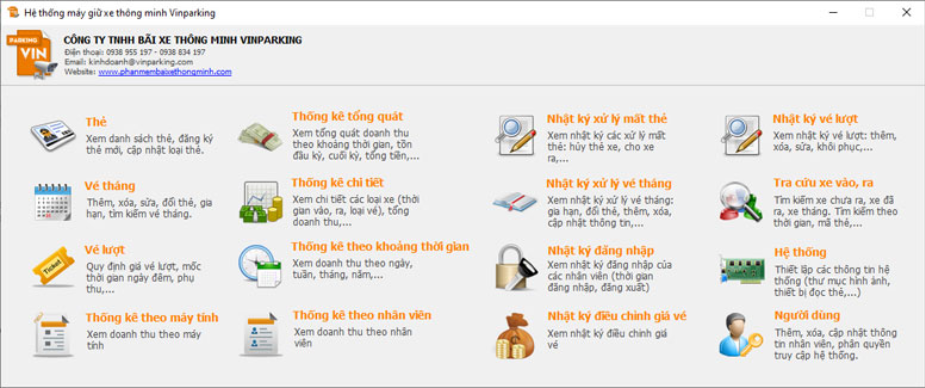 Hệ thống máy giữ xe thông minh Vinparking
PARKING
VIN
CÔNG TY TNHH BÃI XE THÔNG MINH VINPARKING
Điện thoại: 0938 955 197 - 0938 834 197
Email: kinhdoanh@vinparking.com
Website: www.phanmembaixethongminh.com
Thẻ
Xem danh sách thẻ, đăng ký
thẻ mới, cập nhật loại thẻ.
Thống kê tổng quát
Xem tổng quát doanh thu
theo khoảng thời gian, tồn
đầu kỳ, cuối kỳ, tổng tiền,...
Nhật ký xử lý mất thẻ
Xem nhật ký các xử lý mất
thẻ: hủy thẻ xe, cho xe
ra,...
Nhật ký vé lượt
Xem nhật ký vé lượt: thêm,
xóa, sửa, khôi phục,...
Vé tháng
Thêm, xóa, sửa, đổi thẻ, gia
hạn, tìm kiếm vé tháng.
Thống kê chi tiết
Xem chi tiết các loại xe (thời
gian vào, ra, loại vé), tổng
doanh thu,...
Nhật ký xử lý vé tháng
Xem nhật ký xử lý vé tháng:
gia hạn, đổi thẻ, thêm, xóa,
cập nhật thông tin,...
Tra cứu xe vào, ra
Tìm kiếm xe chưa ra, xe đã
ra, xe tháng. Tìm kiếm theo
thời gian, mã thẻ,...
Vé lượt
Quy định giá vé lượt, mốc
thời gian ngày đêm, phụ
thu,...
Ticket
Thống kê theo khoảng thời gian
Xem doanh thu theo ngày,
tuần, tháng, năm,...
Nhật ký đăng nhập
Xem nhật ký đăng nhập của
các nhân viên (thời gian
đăng nhập, đăng xuất)
Hệ thống
Thiết lập các thông tin hệ
thống (thư mục hình ảnh,
thiết bị đọc thẻ,...)
Thống kê theo máy tính
Xem doanh thu theo máy
tính
Thống kê theo nhân viên
Xem doanh thu theo nhân
viên
Nhật ký điều chỉnh giá vé
Xem nhật ký điều chỉnh giá
vé
Người dùng
Thêm, xóa, cập nhật thông
tin nhân viên, phân quyền
truy cập hệ thống.